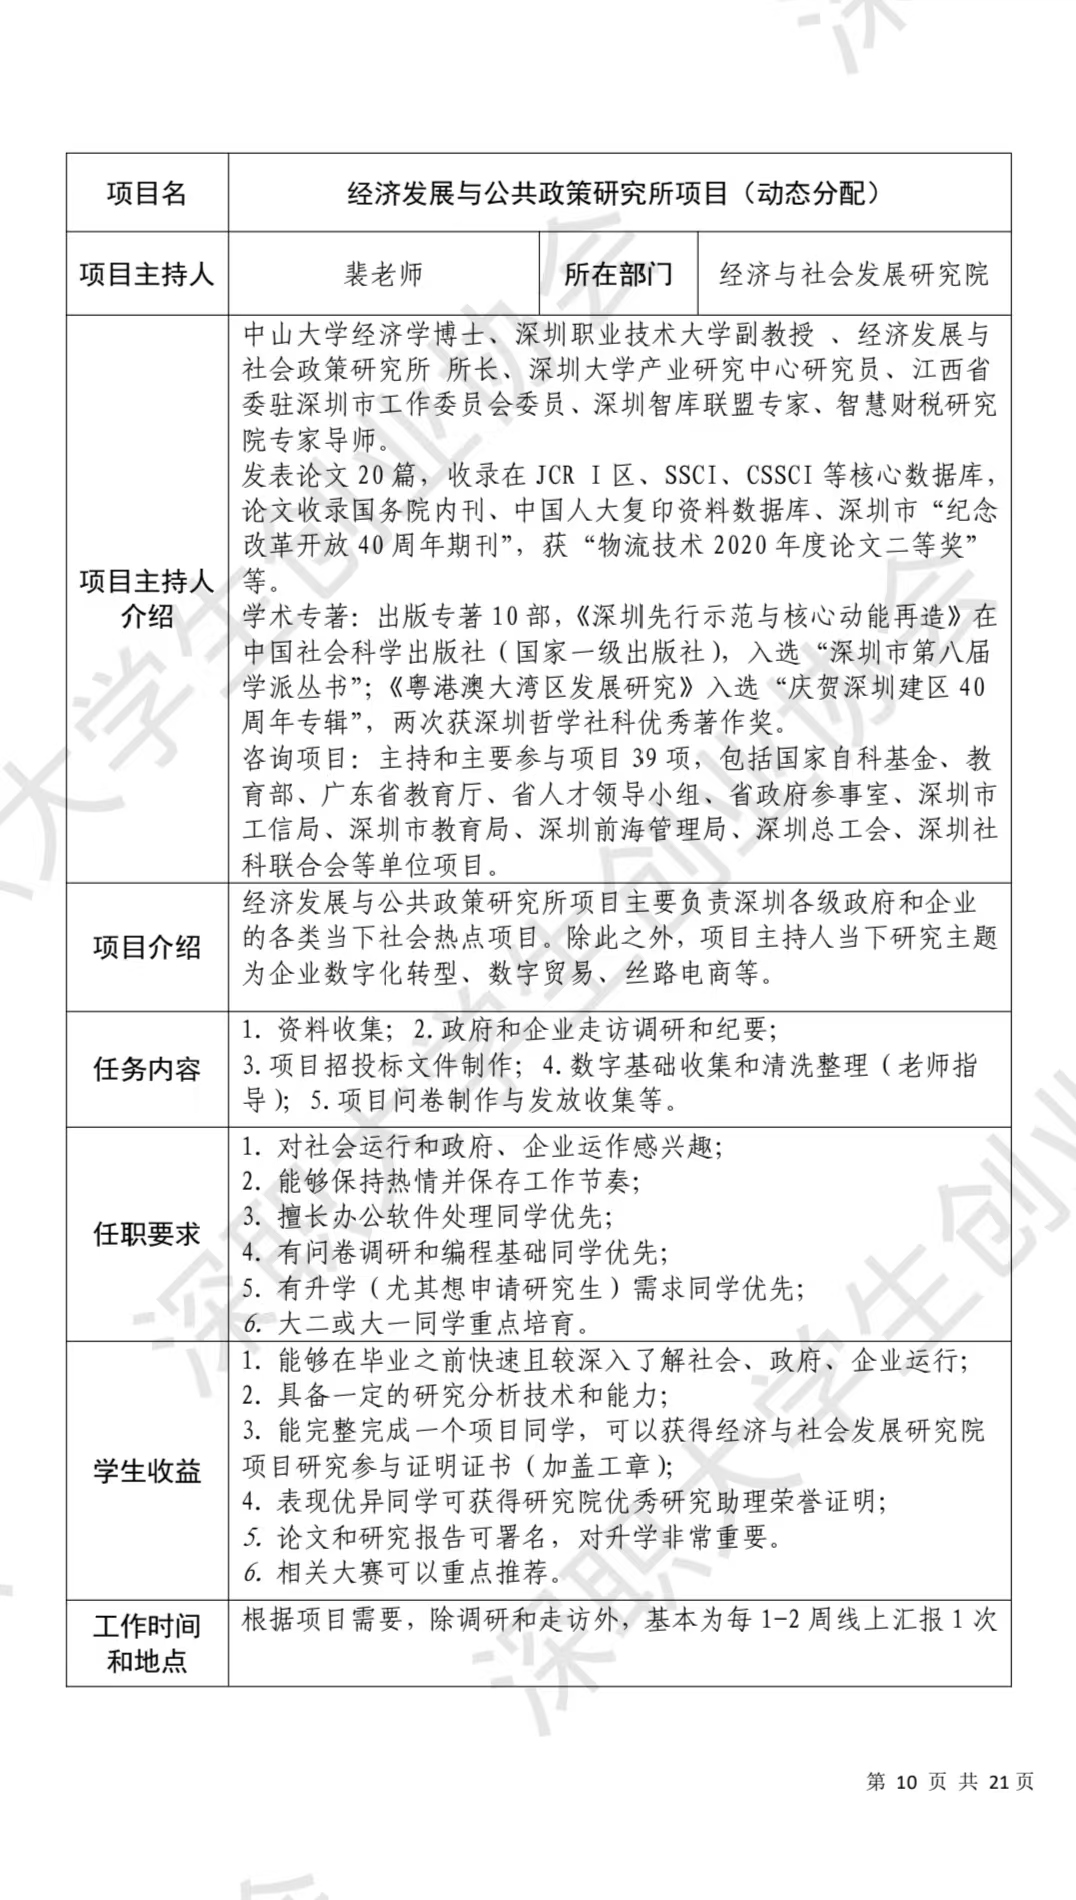 项目名
经济发展与公共政策研究所项目（动态分配）
项目主持人
裴老师
所在部门
经济与社会发展研究院
项目主持人
介绍
中山大学经济学博士、深圳职业技术大学副教授 、经济发展与
社会政策研究所 所长、深圳大学产业研究中心研究员、江西省
委驻深圳市工作委员会委员、深圳智库联盟专家、智慧财税研究
院专家导师。
发表论文 20 篇，收录在 JCR Ⅰ区、SSCI、CSSCI 等核心数据库，
论文收录国务院内刊、中国人大复印资料数据库、深圳市“纪念
改革开放 40 周年期刊”，获“物流技术 2020 年度论文二等奖”
等。
学术专著：出版专著 10 部，《深圳先行示范与核心动能再造》在
中国社会科学出版社（国家一级出版社），入选“深圳市第八届
学派丛书”；《粤港澳大湾区发展研究》入选“庆贺深圳建区 40
周年专辑”，两次获深圳哲学社科优秀著作奖。
咨询项目：主持和主要参与项目 39 项，包括国家自科基金、教
育部、广东省教育厅、省人才领导小组、省政府参事室、深圳市
工信局、深圳市教育局、深圳前海管理局、深圳总工会、深圳社
科联合会等单位项目。
项目介绍
经济发展与公共政策研究所项目主要负责深圳各级政府和企业
的各类当下社会热点项目。除此之外，项目主持人当下研究主题
为企业数字化转型、数字贸易、丝路电商等。
任务内容
1. 资料收集；2.政府和企业走访调研和纪要；
3.项目招投标文件制作；4.数字基础收集和清洗整理（老师指
导）；5.项目问卷制作与发放收集等。
任职要求
1. 对社会运行和政府、企业运作感兴趣；
2. 能够保持热情并保存工作节奏；
3. 擅长办公软件处理同学优先；
4. 有问卷调研和编程基础同学优先；
5. 有升学（尤其想申请研究生）需求同学优先；
6. 大二或大一同学重点培育。
学生收益
1. 能够在毕业之前快速且较深入了解社会、政府、企业运行；
2. 具备一定的研究分析技术和能力；
3. 能完整完成一个项目同学，可以获得经济与社会发展研究院
项目研究参与证明证书（加盖工章）；
4. 表现优异同学可获得研究院优秀研究助理荣誉证明；
5. 论文和研究报告可署名，对升学非常重要。
6. 相关大赛可以重点推荐。
工作时间
和地点
根据项目需要，除调研和走访外，基本为每 1-2 周线上汇报 1 次
第 10 页 共 21 页
深职大学生创业协会
深职大学生创业
大学生创业协会
深